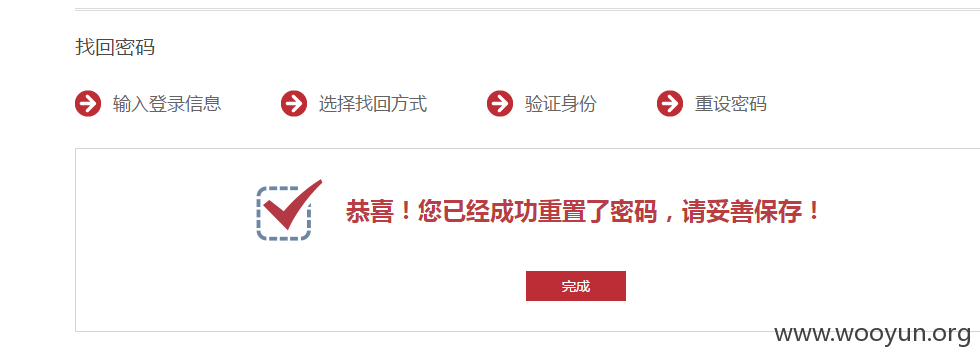 找回密码
输入登录信息 选择找回方式 验证身份 重设密码
恭喜！您已经成功重置了密码，请妥善保存！
完成
www.wooyun.org